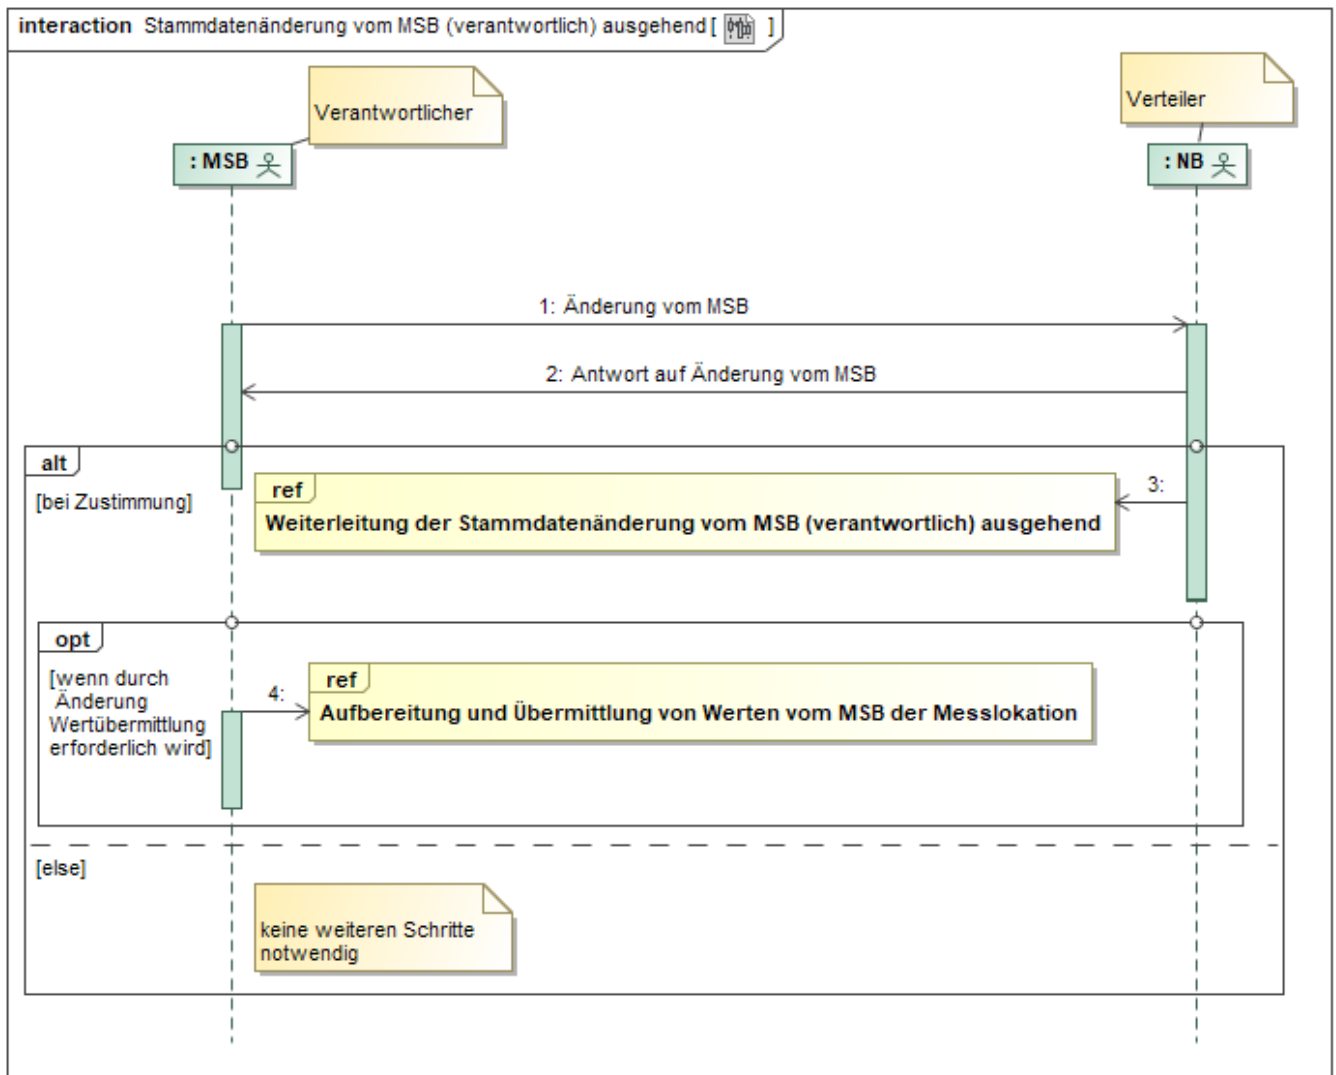 interaction Stammdatenänderung vom MSB (verantwortlich) ausgehend [ ]
Verantwortlicher
Verteiler
: MSB
: NB
1: Änderung vom MSB
2: Antwort auf Änderung vom MSB
alt
[bei Zustimmung]
ref
3:
Weiterleitung der Stammdatenänderung vom MSB (verantwortlich) ausgehend
opt
[wenn durch
Änderung
Wertübermittlung
erforderlich wird]
4:
ref
Aufbereitung und Übermittlung von Werten vom MSB der Messlokation
[else]
keine weiteren Schritte
notwendig